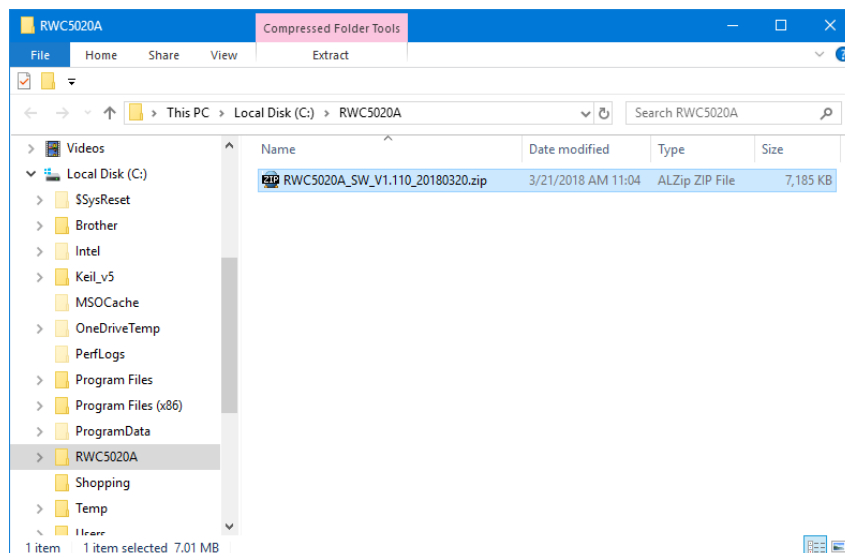 RWC5020A
Compressed Folder Tools
File Home Share View Extract
This PC > Local Disk (C:) > RWC5020A
Search RWC5020A
Videos
Local Disk (C:)
$SysReset
Brother
Intel
Keil_v5
MSOCache
OneDriveTemp
PerfLogs
Program Files
Program Files (x86)
ProgramData
RWC5020A
Shopping
Temp
Users
Name Date modified Type Size
RWC5020A_SW_V1.110_20180320.zip 3/21/2018 AM 11:04 ALZip ZIP File 7,185 KB
1 item 1 item selected 7.01 MB